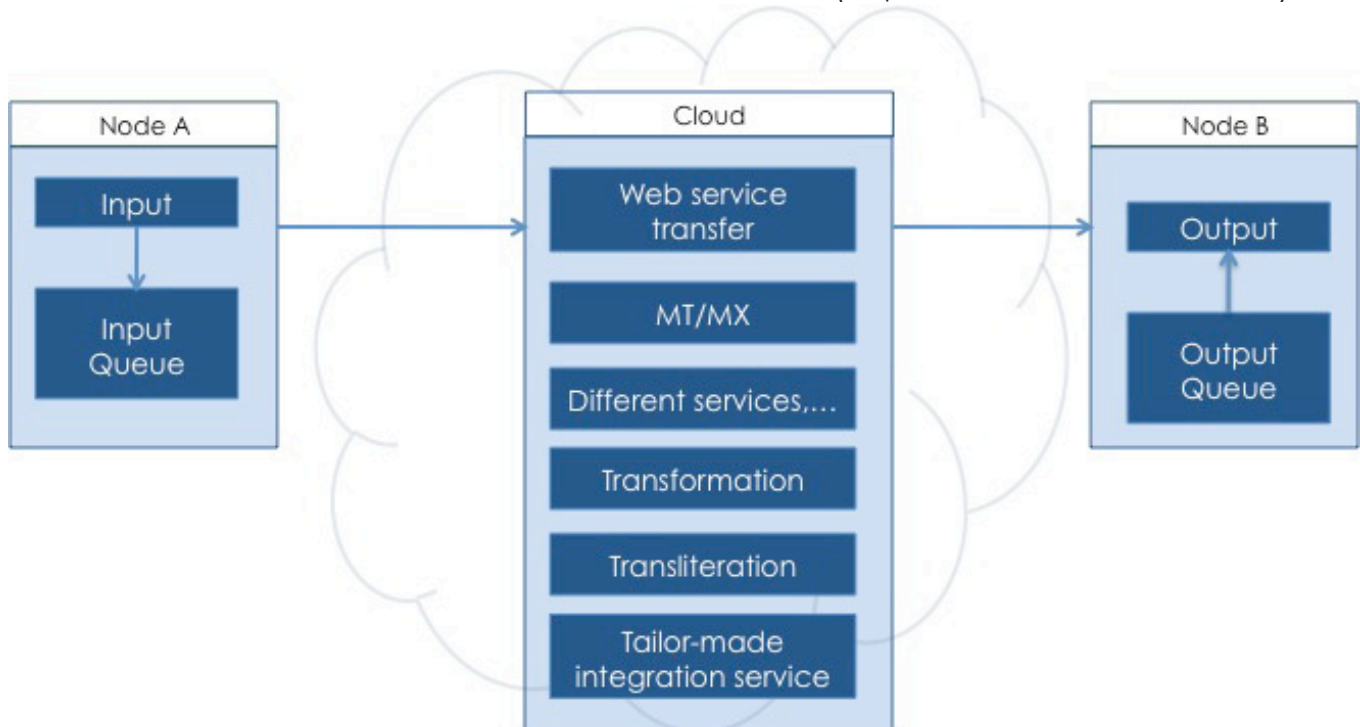 Node A
Input
Input
Queue
Cloud
Web service
transfer
MT/MX
Different services,...
Transformation
Transliteration
Tailor-made
integration service
Node B
Output
Output
Queue